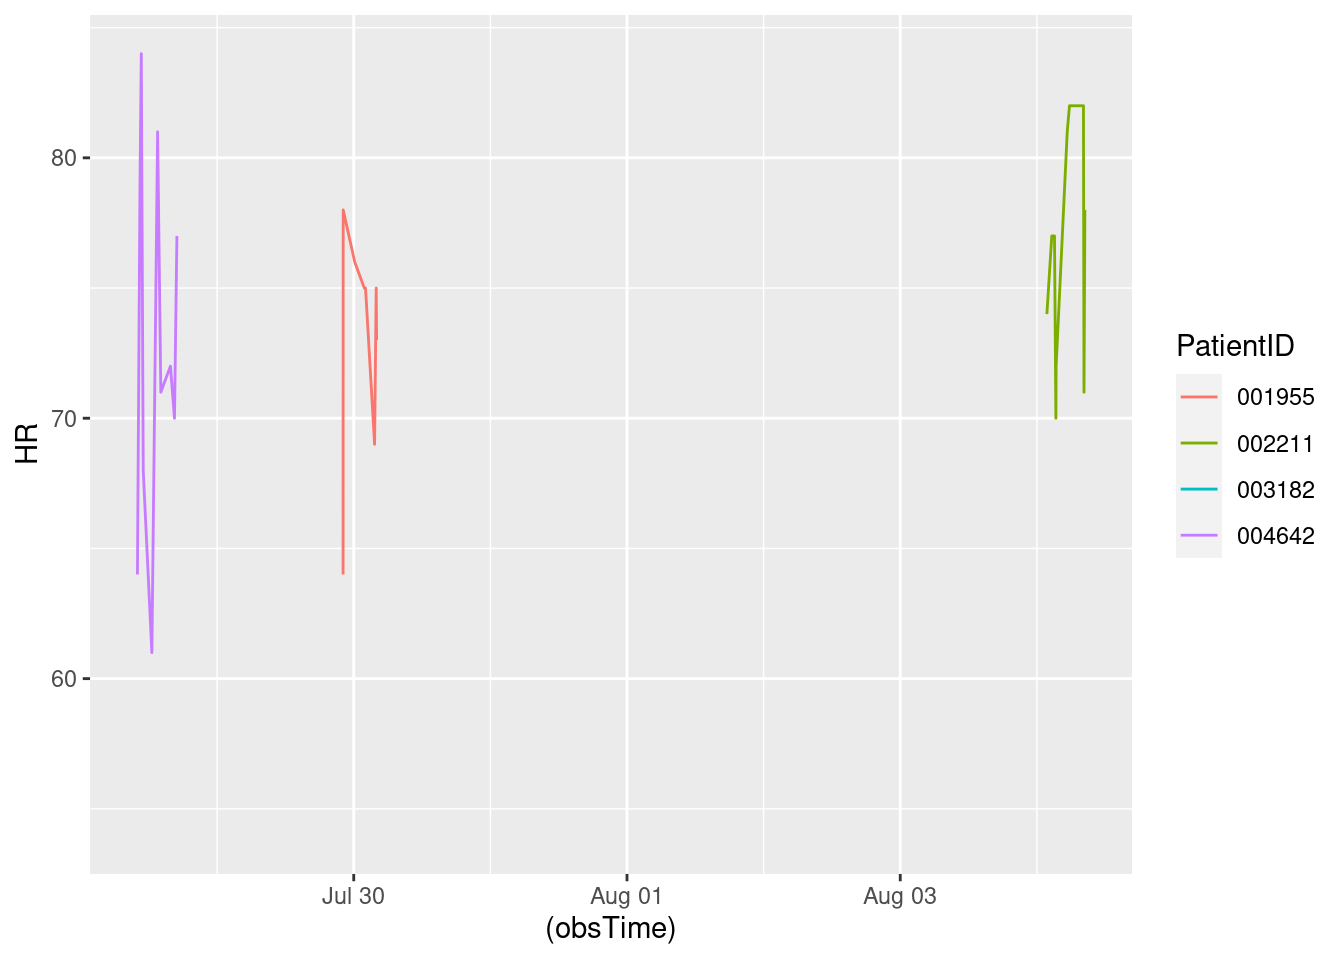 80
70
60
HR
Jul 30
Aug 01
Aug 03
(obsTime)
PatientID
001955
002211
003182
004642